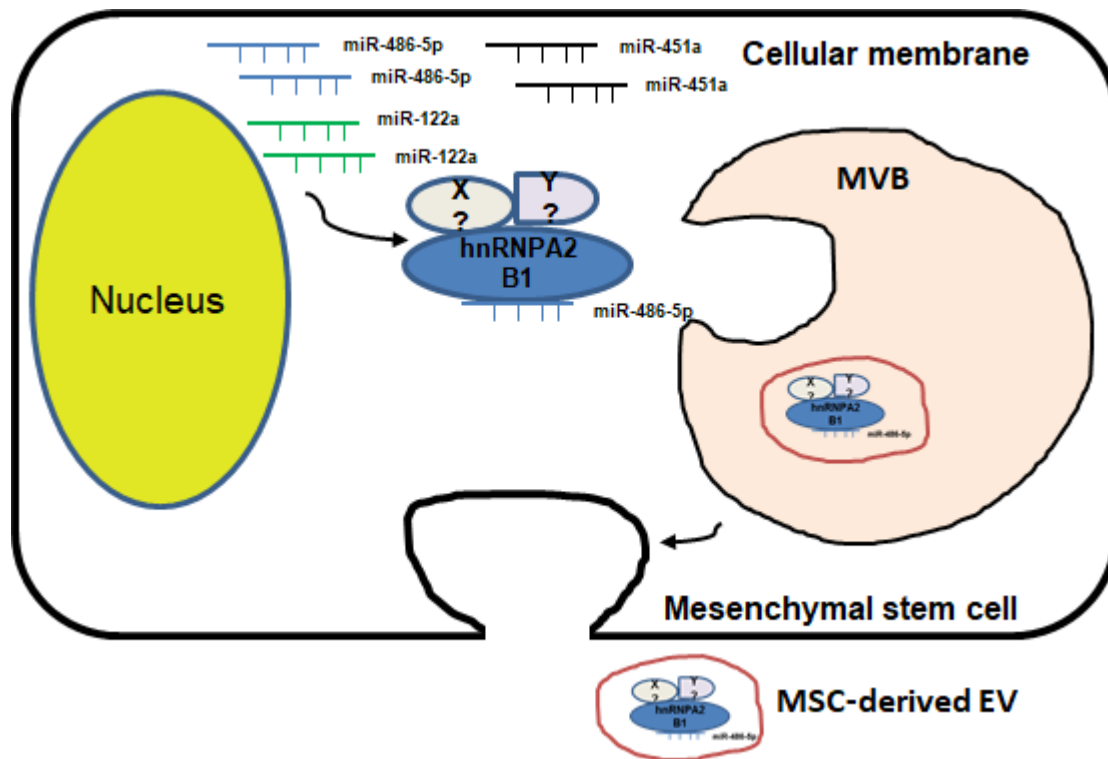 miR-486-5p
miR-451a
miR-486-5p
miR-451a
Cellular membrane
miR-122a
miR-122a
X
?
Y
?
hnRNPA2
B1
miR-486-5p
Nucleus
MVB
X
?
Y
?
hnRNPA2
B1
miR-486-5p
Mesenchymal stem cell
X
?
Y
?
hnRNPA2
B1
miR-486-5p
MSC-derived EV